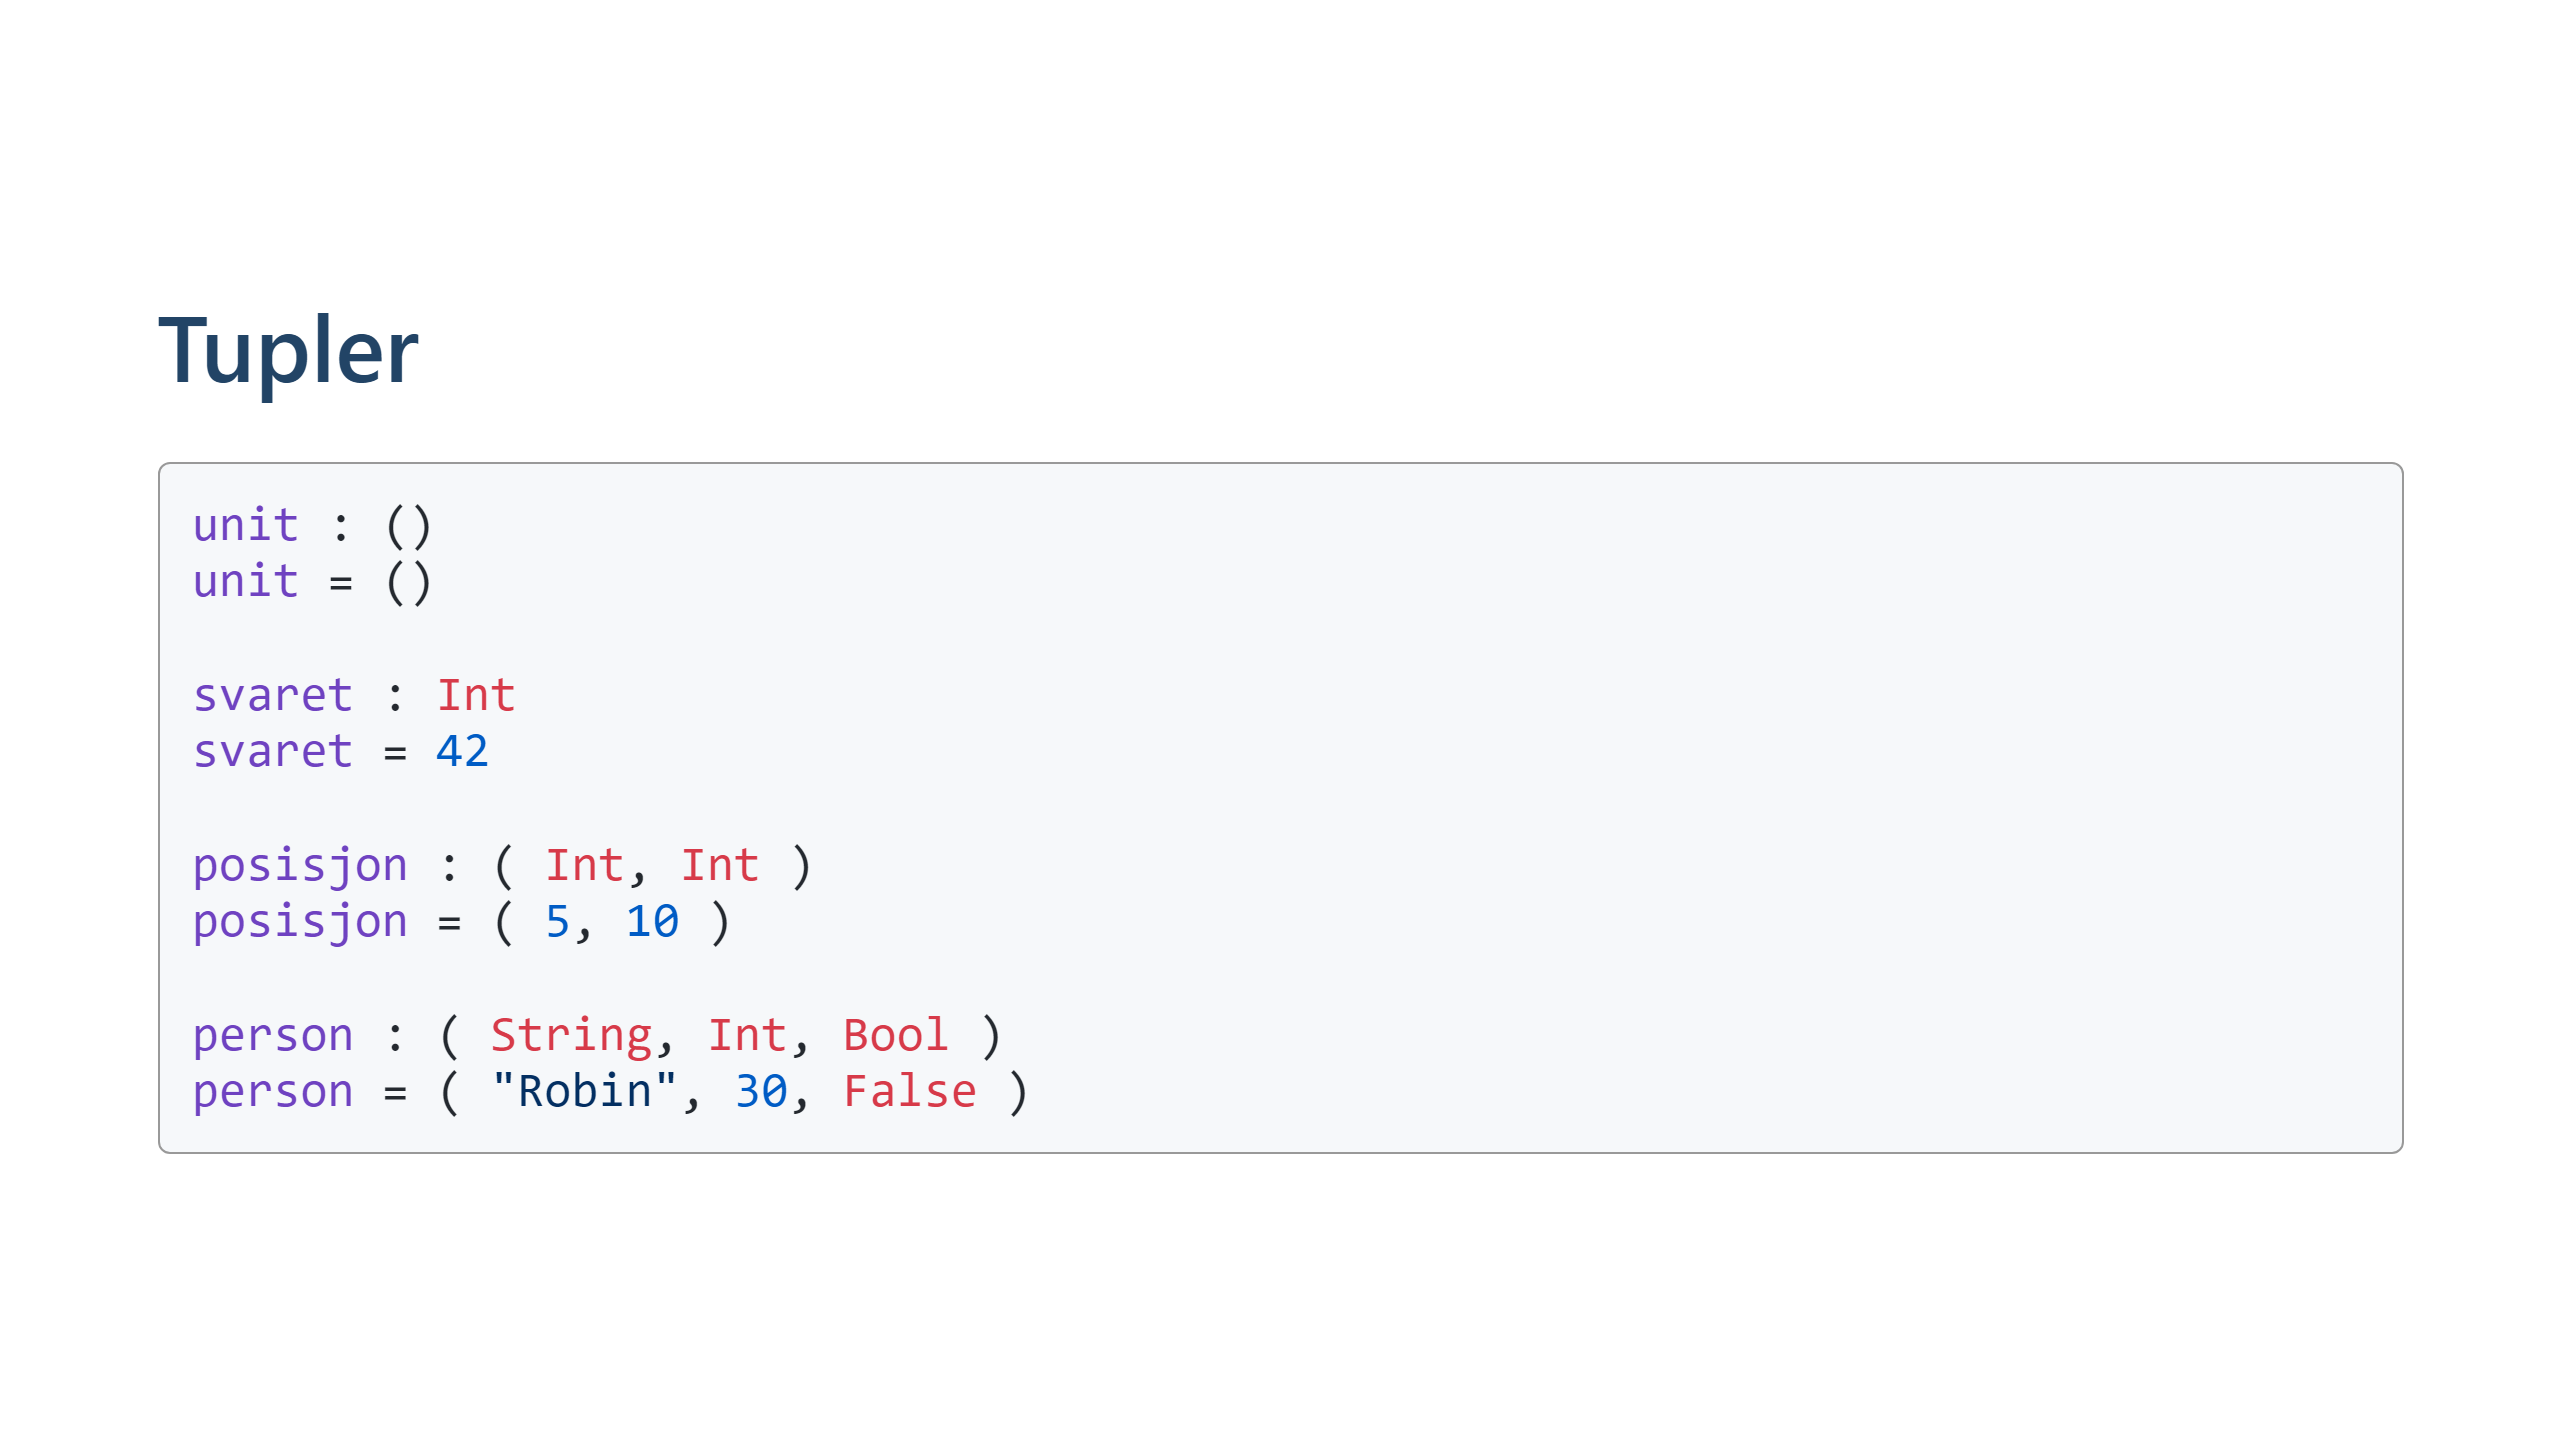 Tupler
unit : ()
unit = ()
svaret : Int
svaret = 42
posisjon : ( Int, Int )
posisjon = ( 5, 10 )
person : ( String, Int, Bool )
person = ( "Robin", 30, False )